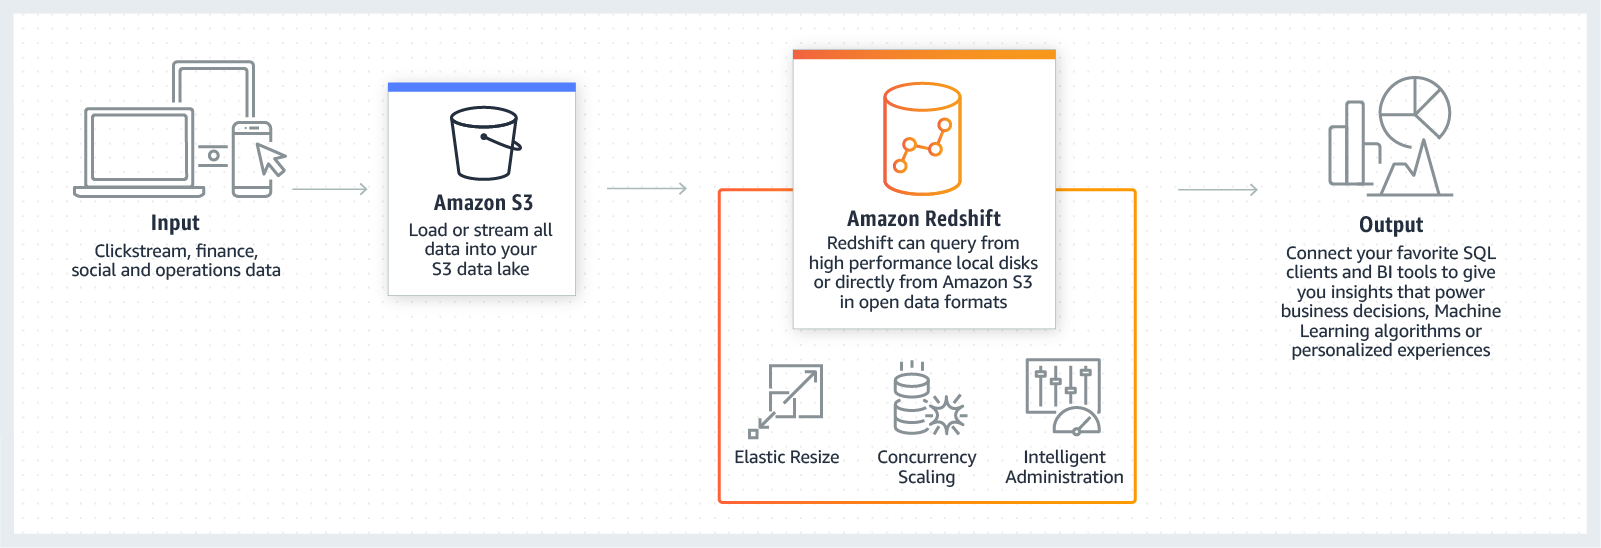 Input
Clickstream, finance,
social and operations data
Amazon S3
Load or stream all
data into your
S3 data lake
Amazon Redshift
Redshift can query from
high performance local disks
or directly from Amazon S3
in open data formats
Elastic Resize
Concurrency
Scaling
Intelligent
Administration
Output
Connect your favorite SQL
clients and BI tools to give
you insights that power
business decisions, Machine
Learning algorithms or
personalized experiences